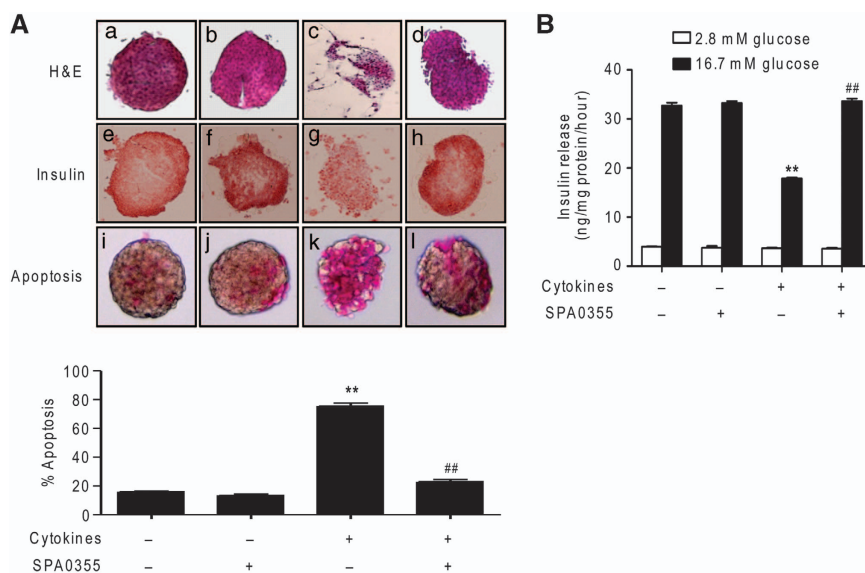 A
a
b
c
d
H&E
e
f
g
h
Insulin
i
j
k
l
Apoptosis
100
80
60
40
20
0
% Apoptosis
**
##
Cytokines – – + +
SPA0355 – + – +
B
2.8 mM glucose
16.7 mM glucose
40
30
20
10
0
Insulin release
(ng/mg protein/hour)
**
##
Cytokines – – + +
SPA0355 – + – +